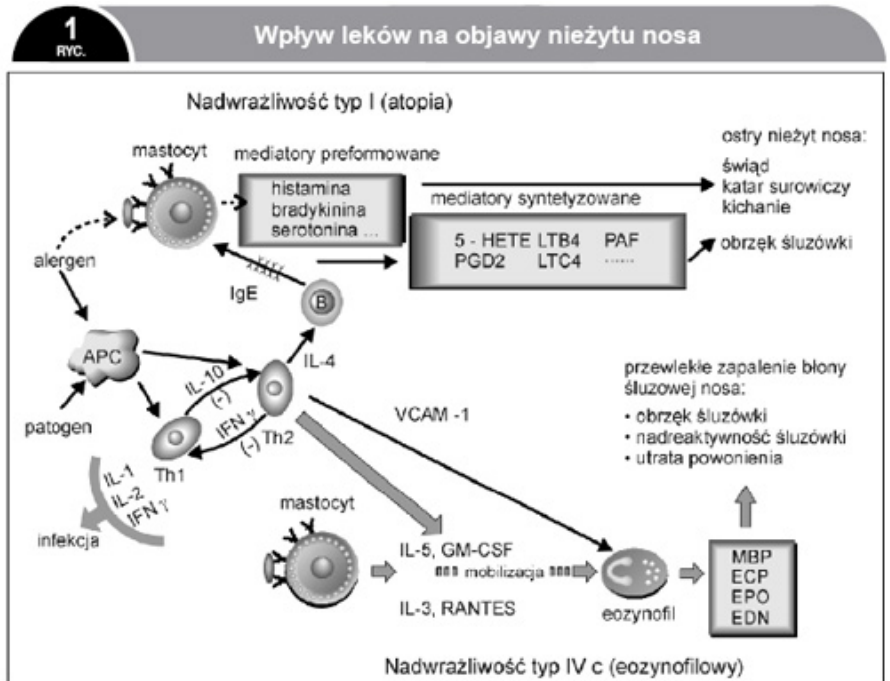 1
RYC.
Wpływ leków na objawy nieżytu nosa
Nadwrażliwość typ I (atopia)
mastocyt
mediatory preformowane
histamina
bradykinina
serotonina ...
mediatory syntetyzowane
5 - HETE LTB4 PAF
PGD2 LTC4 ······
ostry nieżyt nosa:
świąd
katar surowiczy
kichanie
obrzęk śluzówki
alergen
IgE
B
APC
IL-4
IL-10
(-)
IFN γ
(-)
Th2
Th1
patogen
VCAM -1
przewlekłe zapalenie błony
śluzowej nosa:
• obrzęk śluzówki
• nadreaktywność śluzówki
• utrata powonienia
IL-1
IL-2
IFN γ
infekcja
mastocyt
IL-5, GM-CSF
mobilizacja
IL-3, RANTES
eozynofil
MBP
ECP
EPO
EDN
Nadwrażliwość typ IV c (eozynofilowy)